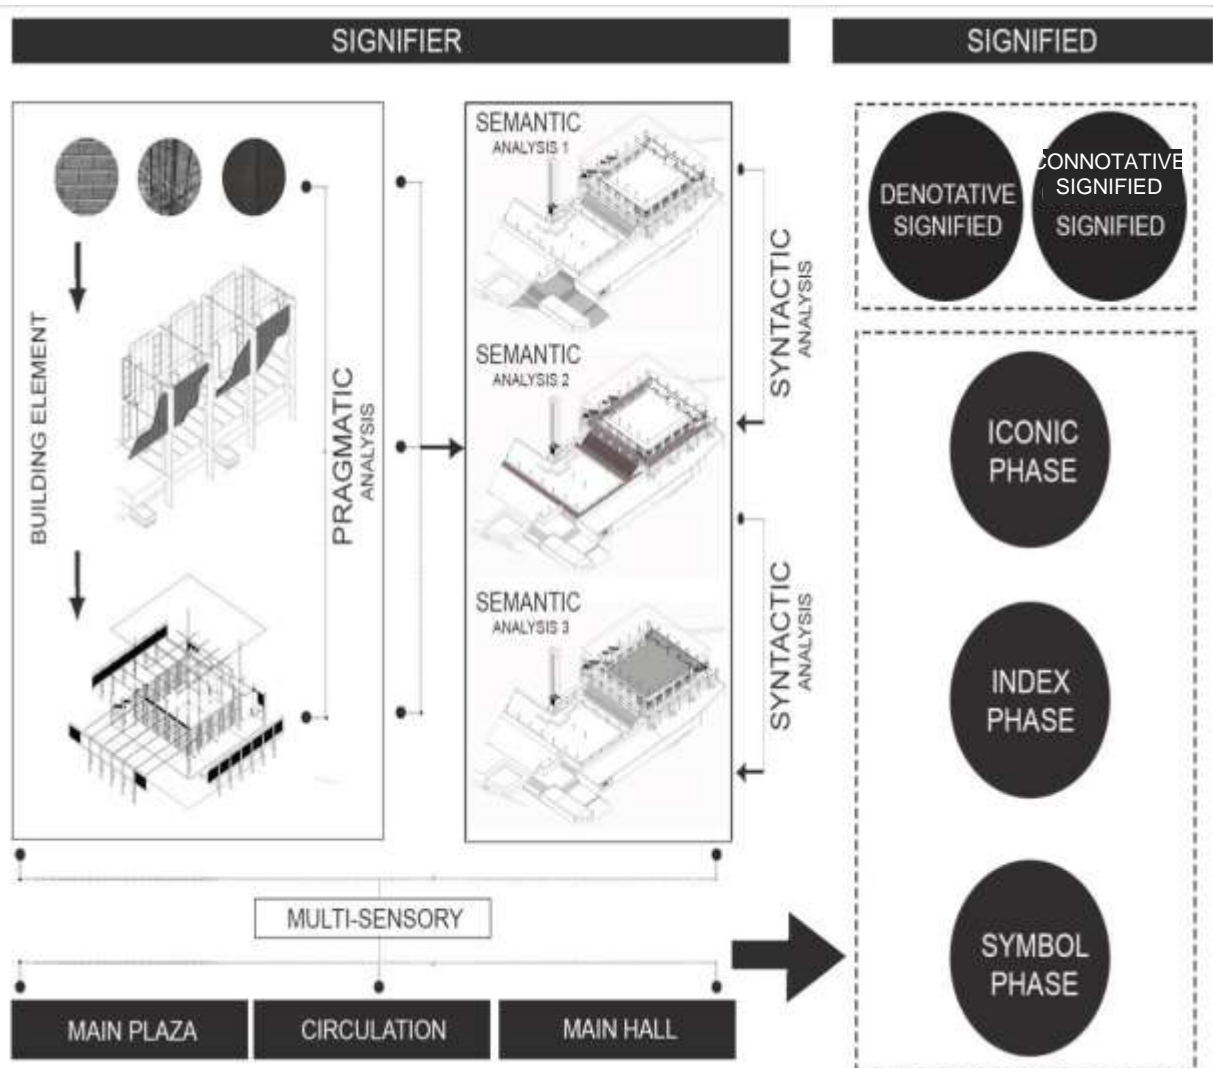 SIGNIFIER
SIGNIFIED
BUILDING ELEMENT
PRAGMATIC
ANALYSIS
SEMANTIC
ANALYSIS 1
SEMANTIC
ANALYSIS 2
SEMANTIC
ANALYSIS 3
SYNTACTIC
ANALYSIS
SYNTACTIC
ANALYSIS
DENOTATIVE
SIGNIFIED
CONNOTATIVE
SIGNIFIED
SIGNIFIED
ICONIC
PHASE
INDEX
PHASE
SYMBOL
PHASE
MULTI-SENSORY
MAIN PLAZA
CIRCULATION
MAIN HALL